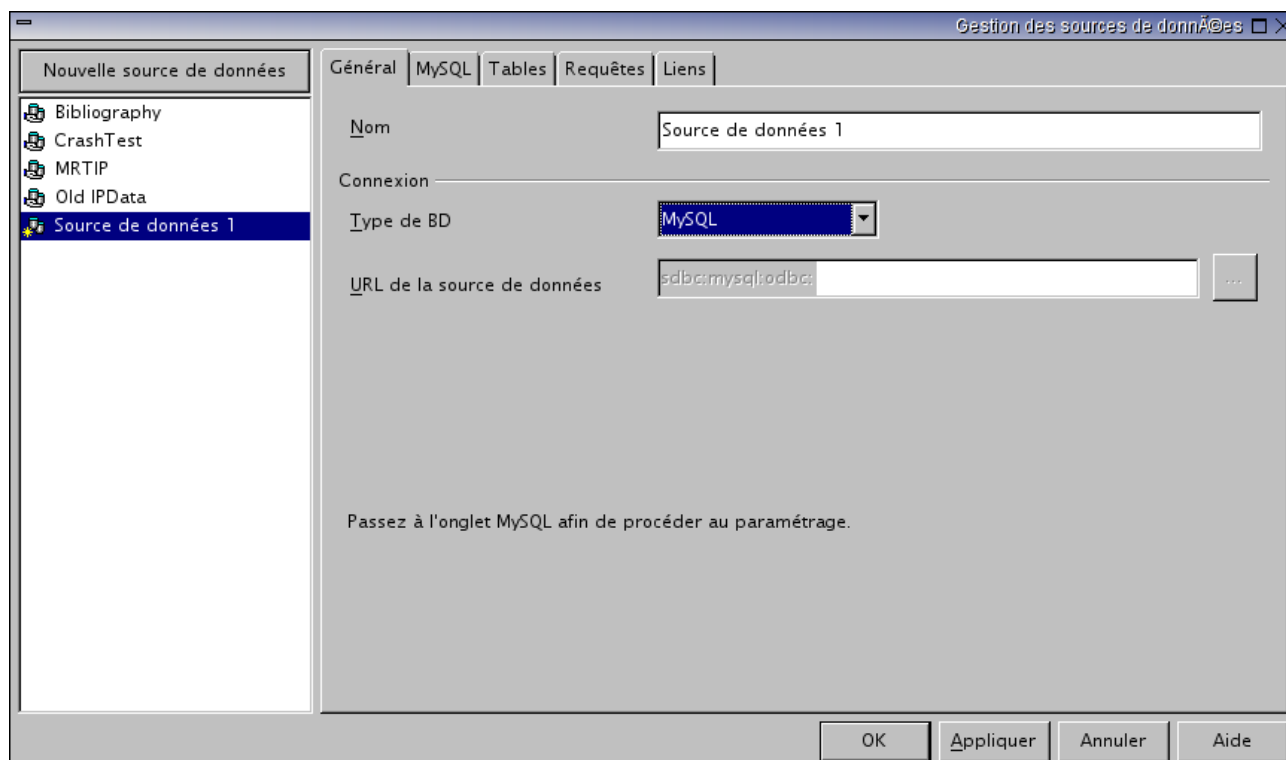 Gestion des sources de donnÃ©es
Nouvelle source de données
Bibliography
CrashTest
MRTIP
Old IPData
Source de données 1
Général MySQL Tables Requêtes Liens
Nom Source de données 1
Connexion
Type de BD MySQL
URL de la source de données sdbc:mysql:odbc: ...
Passez à l'onglet MySQL afin de procéder au paramétrage.
OK Appliquer Annuler Aide